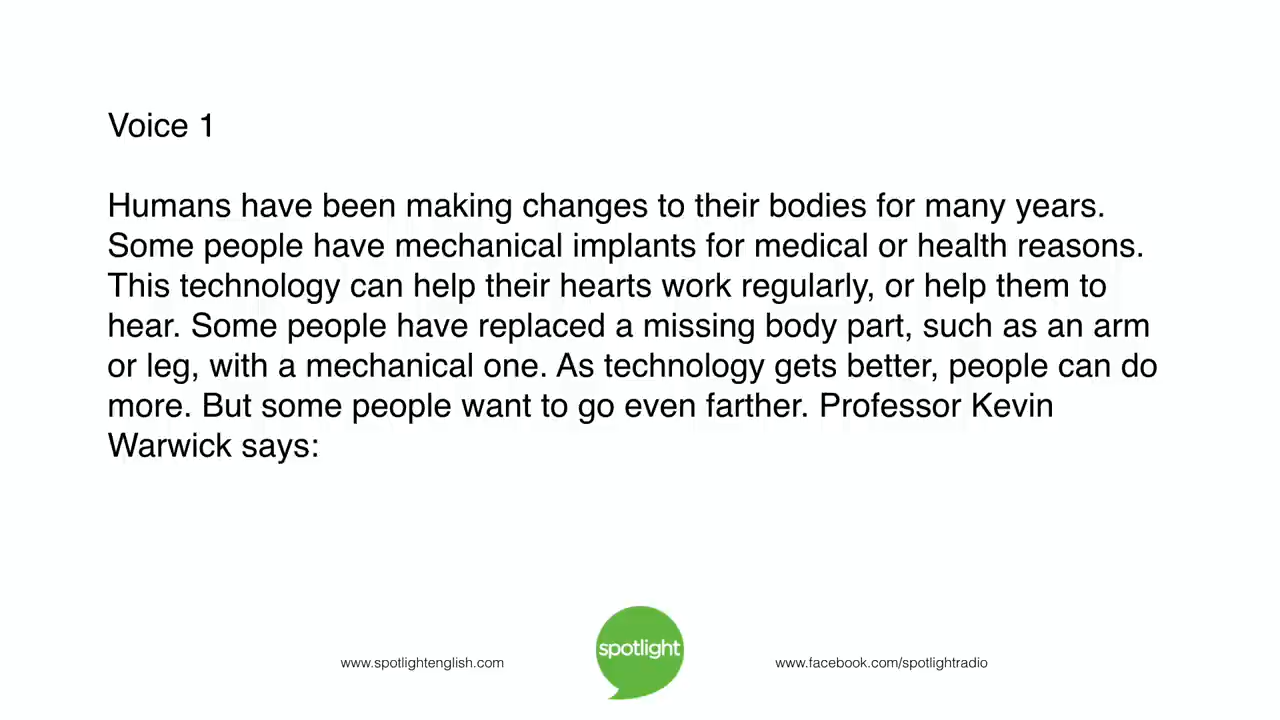 Voice 1
Humans have been making changes to their bodies for many years.
Some people have mechanical implants for medical or health reasons.
This technology can help their hearts work regularly, or help them to
hear. Some people have replaced a missing body part, such as an arm
or leg, with a mechanical one. As technology gets better, people can do
more. But some people want to go even farther. Professor Kevin
Warwick says:
www.spotlightenglish.com
spotlight
www.facebook.com/spotlightradio